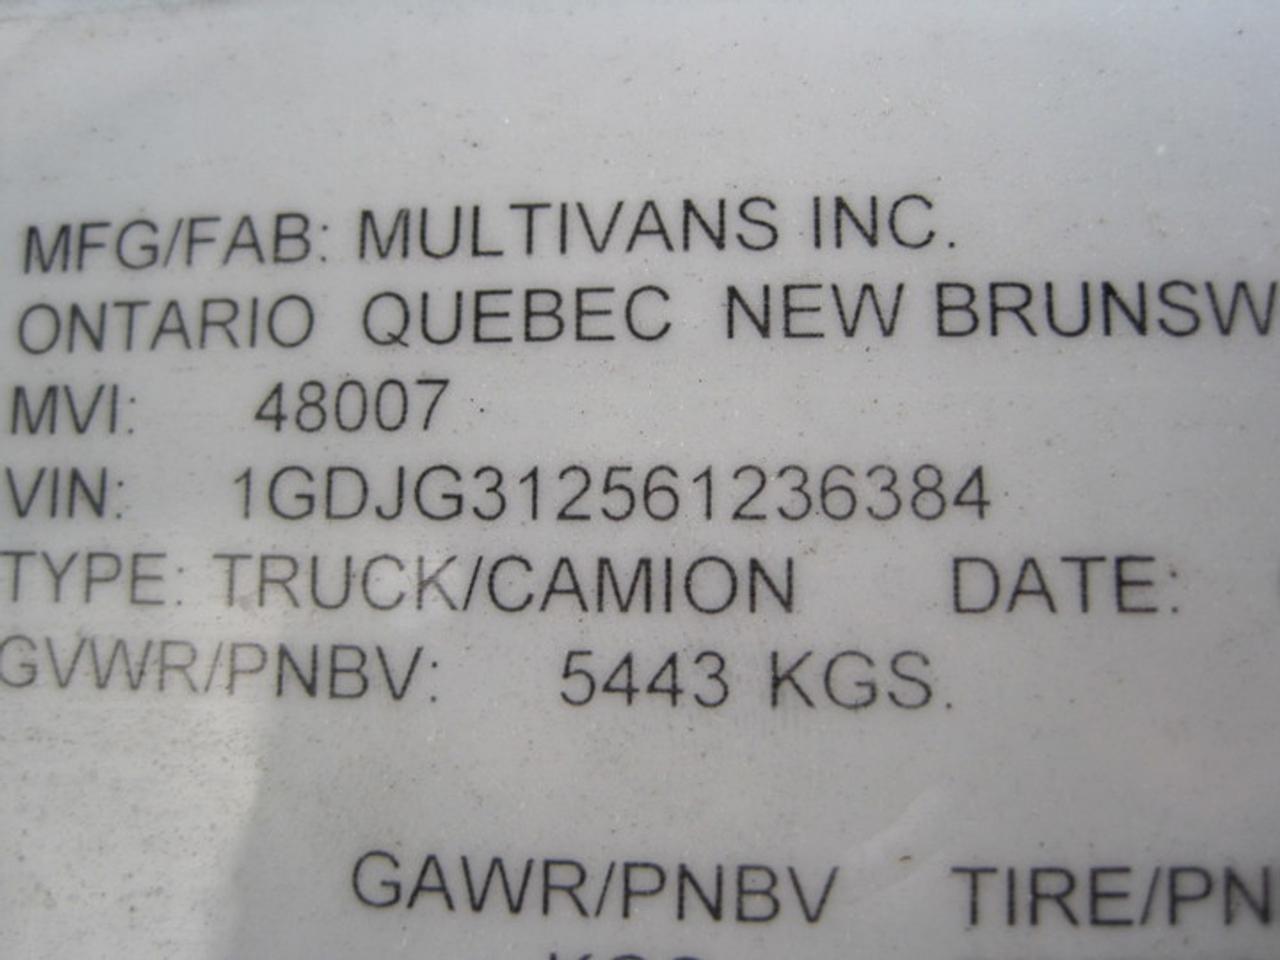 MFG/FAB: MULTIVANS INC.
ONTARIO QUEBEC NEW BRUNSW
MVI: 48007
VIN: 1GDJG312561236384
TYPE: TRUCK/CAMION DATE:
GVWR/PNBV: 5443 KGS.
GAWR/PNBV TIRE/PN